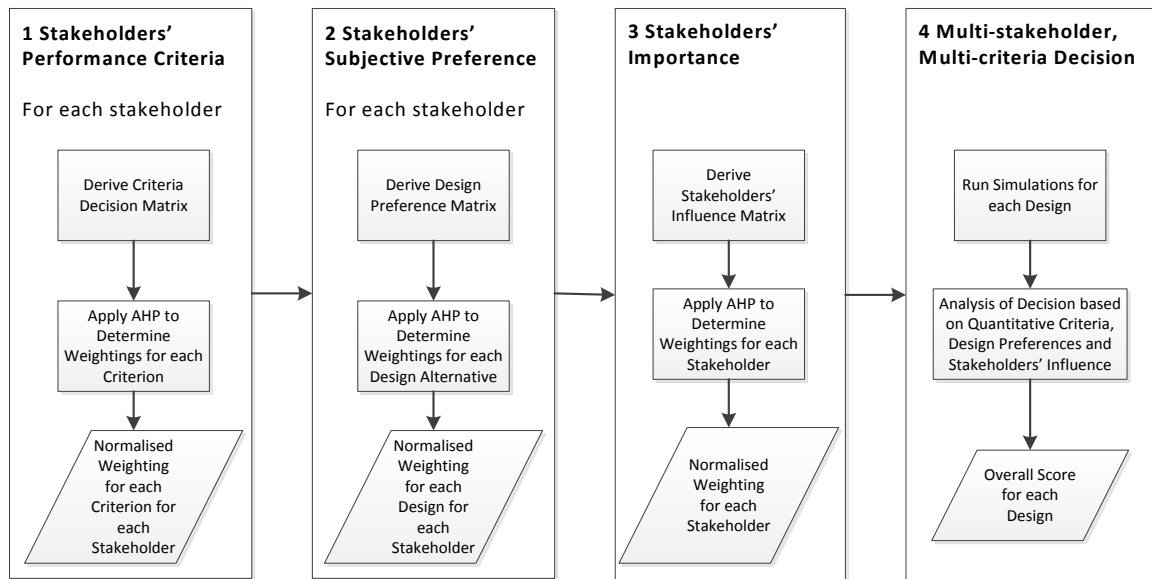 1 Stakeholders'
Performance Criteria
For each stakeholder
Derive Criteria
Decision Matrix
Apply AHP to
Determine
Weightings for each
Criterion
Normalised
Weighting
for each
Criterion for
each
Stakeholder
2 Stakeholders'
Subjective Preference
For each stakeholder
Derive Design
Preference Matrix
Apply AHP to
Determine
Weightings for each
Design Alternative
Normalised
Weighting
for each
Design for
each
Stakeholder
3 Stakeholders'
Importance
Derive
Stakeholders'
Influence Matrix
Apply AHP to
Determine
Weightings for each
Stakeholder
Normalised
Weighting
for each
Stakeholder
4 Multi-stakeholder,
Multi-criteria Decision
Run Simulations for
each Design
Analysis of Decision based
on Quantitative Criteria,
Design Preferences and
Stakeholders' Influence
Overall Score
for each
Design